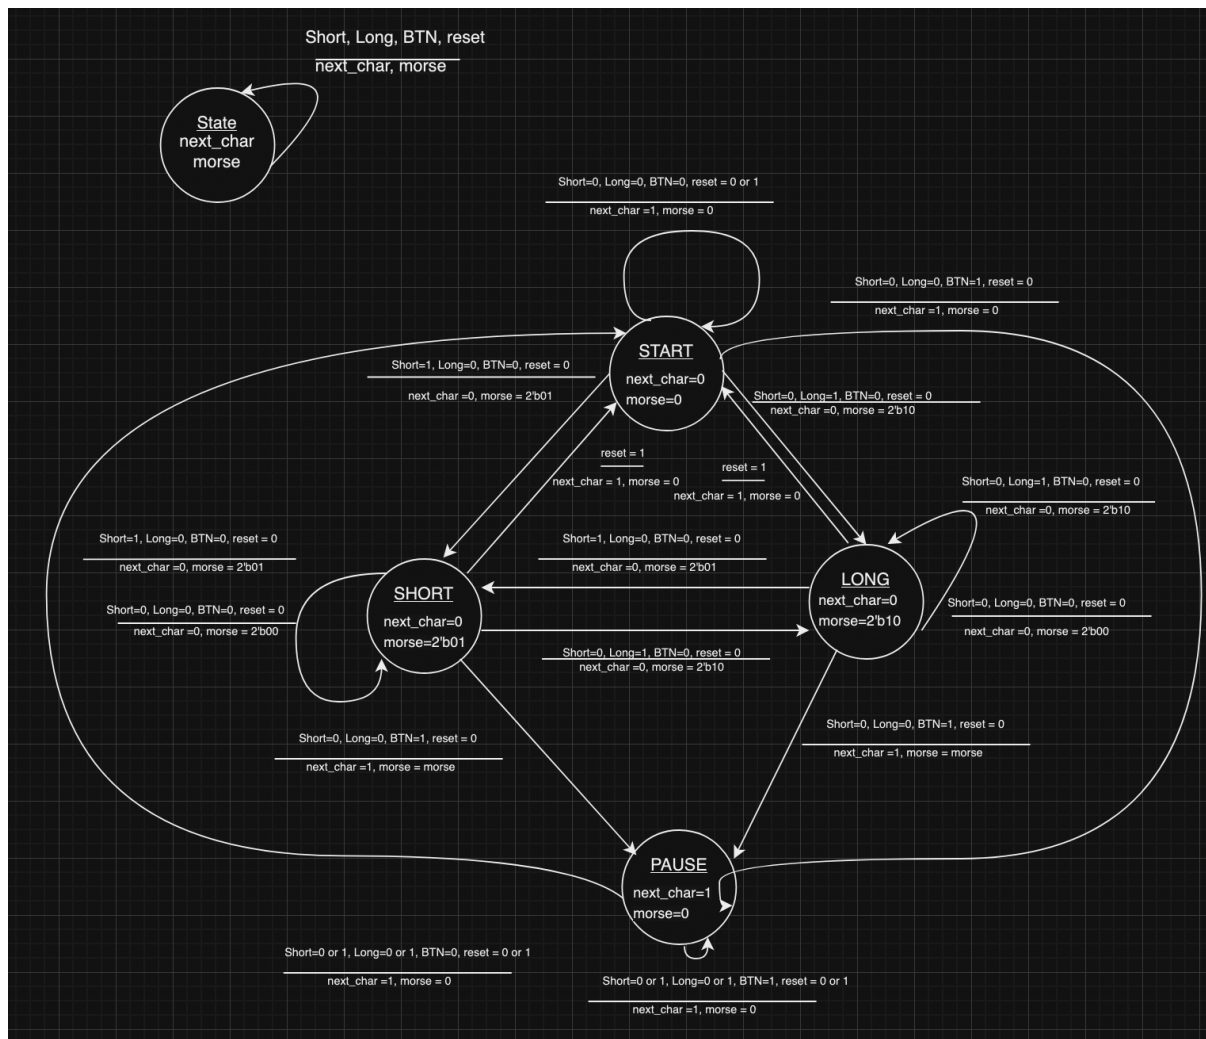 Short, Long, BTN, reset
next_char, morse
State
next_char
morse
Short=0, Long=0, BTN=0, reset = 0 or 1
next_char =1, morse = 0
Short=0, Long=0, BTN=1, reset = 0
next_char =1, morse = 0
START
next_char=0
morse=0
Short=1, Long=0, BTN=0, reset = 0
next_char =0, morse = 2'b01
Short=0, Long=1, BTN=0, reset = 0
next_char =0, morse = 2'b10
reset = 1
next_char = 1, morse = 0
reset = 1
next_char = 1, morse = 0
Short=0, Long=1, BTN=0, reset = 0
next_char =0, morse = 2'b10
Short=1, Long=0, BTN=0, reset = 0
next_char =0, morse = 2'b01
Short=1, Long=0, BTN=0, reset = 0
next_char =0, morse = 2'b01
SHORT
next_char=0
morse=2'b01
LONG
next_char=0
morse=2'b10
Short=0, Long=0, BTN=0, reset = 0
next_char =0, morse = 2'b00
Short=0, Long=0, BTN=0, reset = 0
next_char =0, morse = 2'b00
Short=0, Long=1, BTN=0, reset = 0
next_char =0, morse = 2'b10
Short=0, Long=0, BTN=1, reset = 0
next_char =1, morse = morse
Short=0, Long=0, BTN=1, reset = 0
next_char =1, morse = morse
PAUSE
next_char=1
morse=0
Short=0 or 1, Long=0 or 1, BTN=0, reset = 0 or 1
next_char =1, morse = 0
Short=0 or 1, Long=0 or 1, BTN=1, reset = 0 or 1
next_char =1, morse = 0